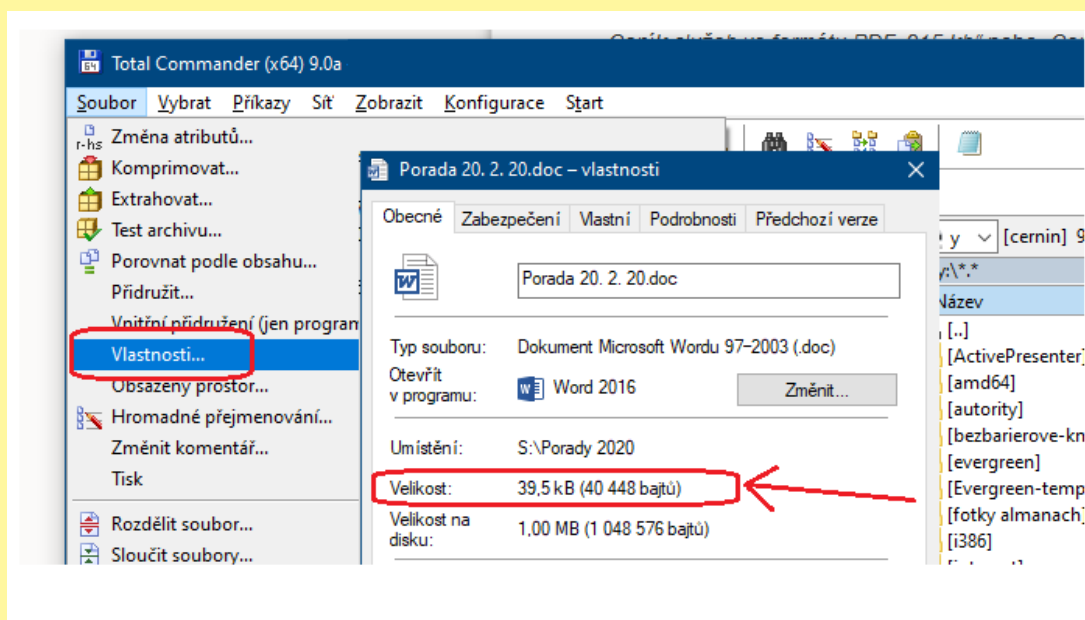 Total Commander (x64) 9.0a
Soubor Vybrat Příkazy Síť Zobrazit Konfigurace Start
Změna atributů...
Komprimovat...
Extrahovat...
Test archivu...
Porovnat podle obsahu...
Přidružit...
Vnitřní přidružení (jen program
Vlastnosti...
Obsazený prostor...
Hromadné přejmenování...
Změnit komentář...
Tisk
Rozdělit soubor...
Sloučit soubory...
Porada 20. 2. 20.doc – vlastnosti
Obecné Zabezpečení Vlastní Podrobnosti Předchozí verze
Porada 20. 2. 20.doc
Typ souboru: Dokument Microsoft Wordu 97–2003 (.doc)
Otevřít
v programu: Word 2016 Změnit...
Umístění: S:\Porady 2020
Velikost: 39,5 kB (40 448 bajtů)
Velikost na
disku: 1,00 MB (1 048 576 bajtů)
y [cernin] 9
y:\*.*
Název
[..]
[ActivePresenter]
[amd64]
[autority]
[bezbarierove-kn
[evergreen]
[Evergreen-temp
[fotky almanach]
[i386]